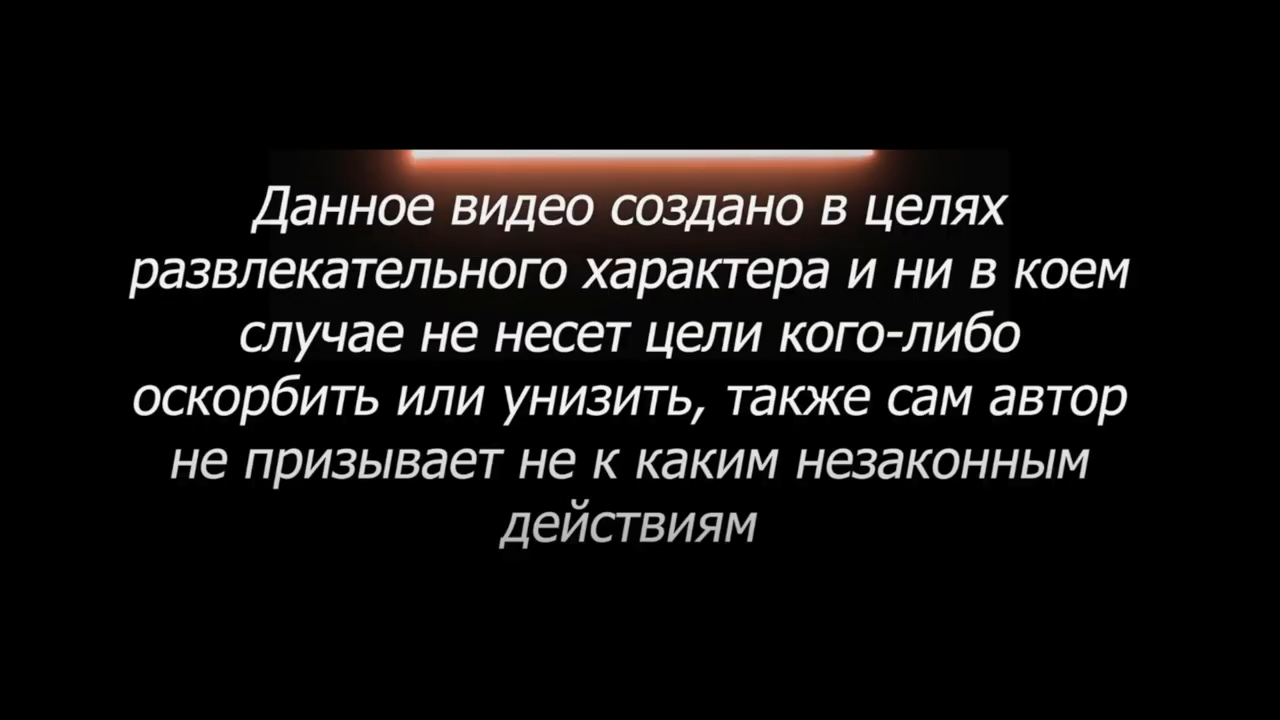 Данное видео создано в целях
развлекательного характера и ни в коем
случае не несет цели кого-либо
оскорбить или унизить, также сам автор
не призывает не к каким незаконным
действиям